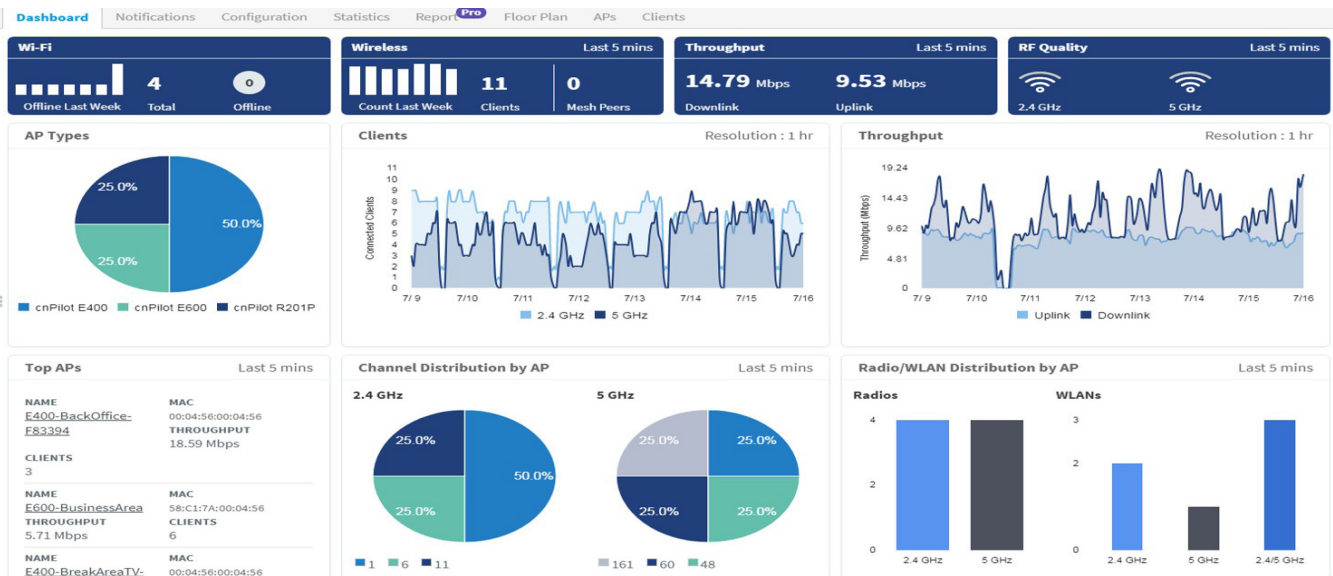 Dashboard Notifications Configuration Statistics Report Pro Floor Plan APs Clients
Wi-Fi
4
0
Offline Last Week Total Offline
Wireless Last 5 mins
11 0
Count Last Week Clients Mesh Peers
Throughput Last 5 mins
14.79 Mbps 9.53 Mbps
Downlink Uplink
RF Quality Last 5 mins
2.4 GHz 5 GHz
AP Types
25.0%
50.0%
25.0%
cnPilot E400 cnPilot E600 cnPilot R201P
Clients Resolution : 1 hr
Connected Clients
11
10
9
8
7
6
5
4
3
2
1
0
7/ 9 7/10 7/11 7/12 7/13 7/14 7/15 7/16
2.4 GHz 5 GHz
Throughput Resolution : 1 hr
Throughput (Mbps)
19.24
14.43
9.62
4.81
0
7/ 9 7/10 7/11 7/12 7/13 7/14 7/15 7/16
Uplink Downlink
Top APs Last 5 mins
NAME MAC
E400-BackOffice- 00:04:56:00:04:56
F83394 THROUGHPUT
18.59 Mbps
CLIENTS
3
NAME MAC
E600-BusinessArea 58:C1:7A:00:04:56
THROUGHPUT CLIENTS
5.71 Mbps 6
NAME MAC
E400-BreakAreaTV- 00:04:56:00:04:56
Channel Distribution by AP Last 5 mins
2.4 GHz
25.0%
50.0%
25.0%
1 6 11
5 GHz
25.0% 25.0%
25.0% 25.0%
161 60 48
Radio/WLAN Distribution by AP Last 5 mins
Radios
4
2
0
2.4 GHz 5 GHz
WLANs
3
2
0
2.4 GHz 5 GHz 2.4/5 GHz